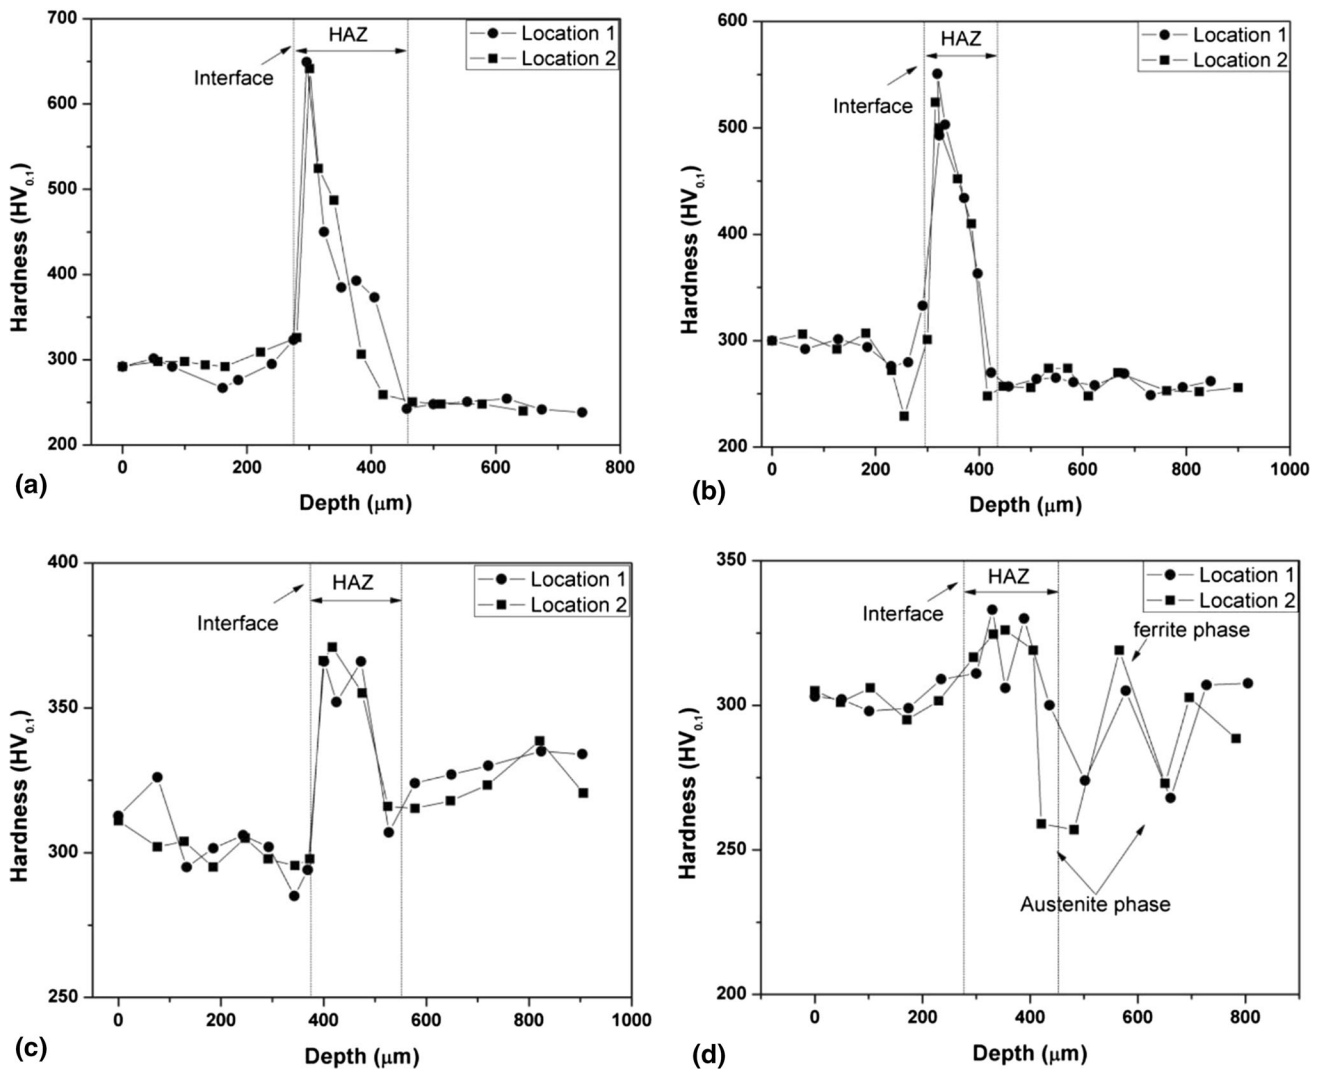 700
600
500
400
300
200
Hardness (HV0.1)
HAZ
Interface
Location 1
Location 2
0
200
400
600
800
Depth (μm)
(a)
600
500
400
300
200
Hardness (HV0.1)
HAZ
Interface
Location 1
Location 2
0
200
400
600
800
1000
Depth (μm)
(b)
400
350
300
250
Hardness (HV0.1)
HAZ
Interface
Location 1
Location 2
0
200
400
600
800
1000
Depth (μm)
(c)
350
300
250
200
Hardness (HV0.1)
HAZ
Interface
Location 1
Location 2
ferrite phase
Austenite phase
0
200
400
600
800
Depth (μm)
(d)